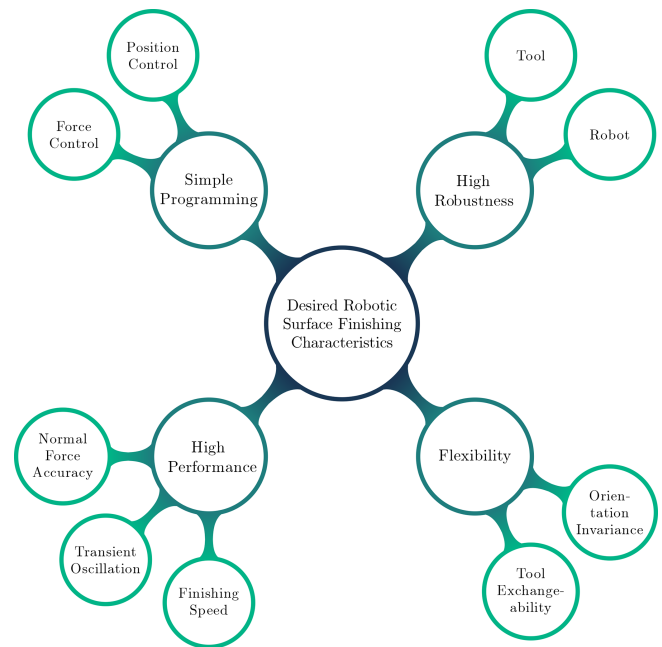 Position
Control
Tool
Force
Control
Robot
Simple
Programming
High
Robustness
Desired Robotic
Surface Finishing
Characteristics
Normal
Force
Accuracy
High
Performance
Flexibility
Orien-
tation
Invariance
Transient
Oscillation
Tool
Exchange-
ability
Finishing
Speed